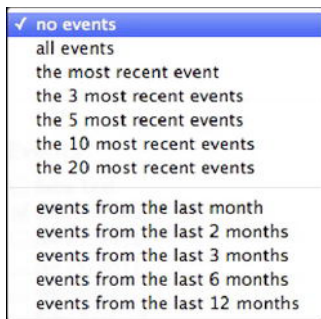 ✓ no events
all events
the most recent event
the 3 most recent events
the 5 most recent events
the 10 most recent events
the 20 most recent events
events from the last month
events from the last 2 months
events from the last 3 months
events from the last 6 months
events from the last 12 months